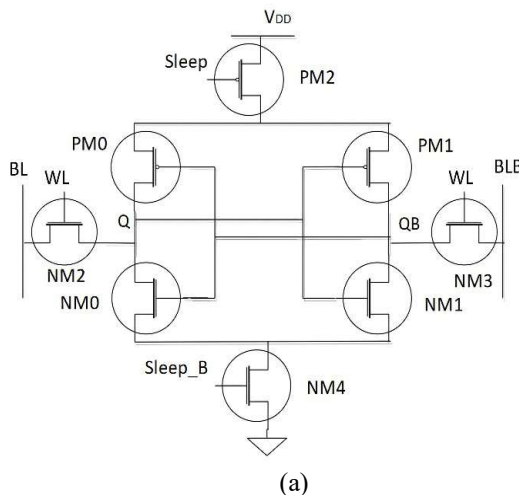 VDD
Sleep
PM2
PM0
PM1
BL
BLB
WL
WL
Q
QB
NM2
NM3
NM0
NM1
Sleep_B
NM4
(a)